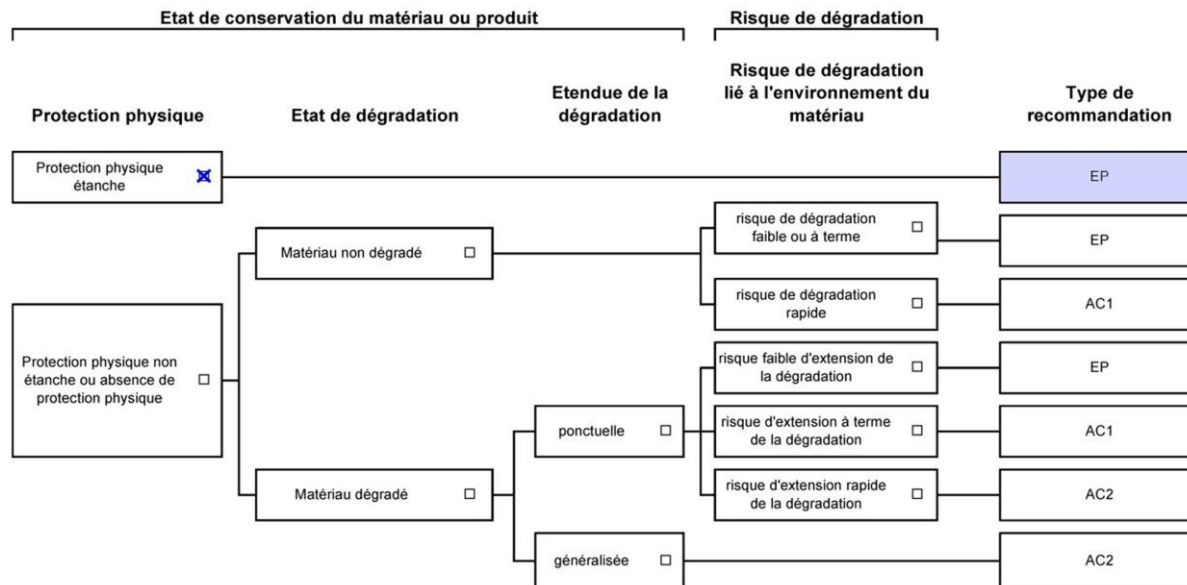 Etat de conservation du matériau ou produit
Risque de dégradation
Protection physique
Etat de dégradation
Etendue de la
dégradation
Risque de dégradation
lié à l'environnement du
matériau
Type de
recommandation
Protection physique
étanche
EP
risque de dégradation
faible ou à terme
EP
Matériau non dégradé
risque de dégradation
rapide
AC1
Protection physique non
étanche ou absence de
protection physique
risque faible d'extension de
la dégradation
EP
ponctuelle
risque d'extension à terme
de la dégradation
AC1
Matériau dégradé
risque d'extension rapide
de la dégradation
AC2
généralisée
AC2